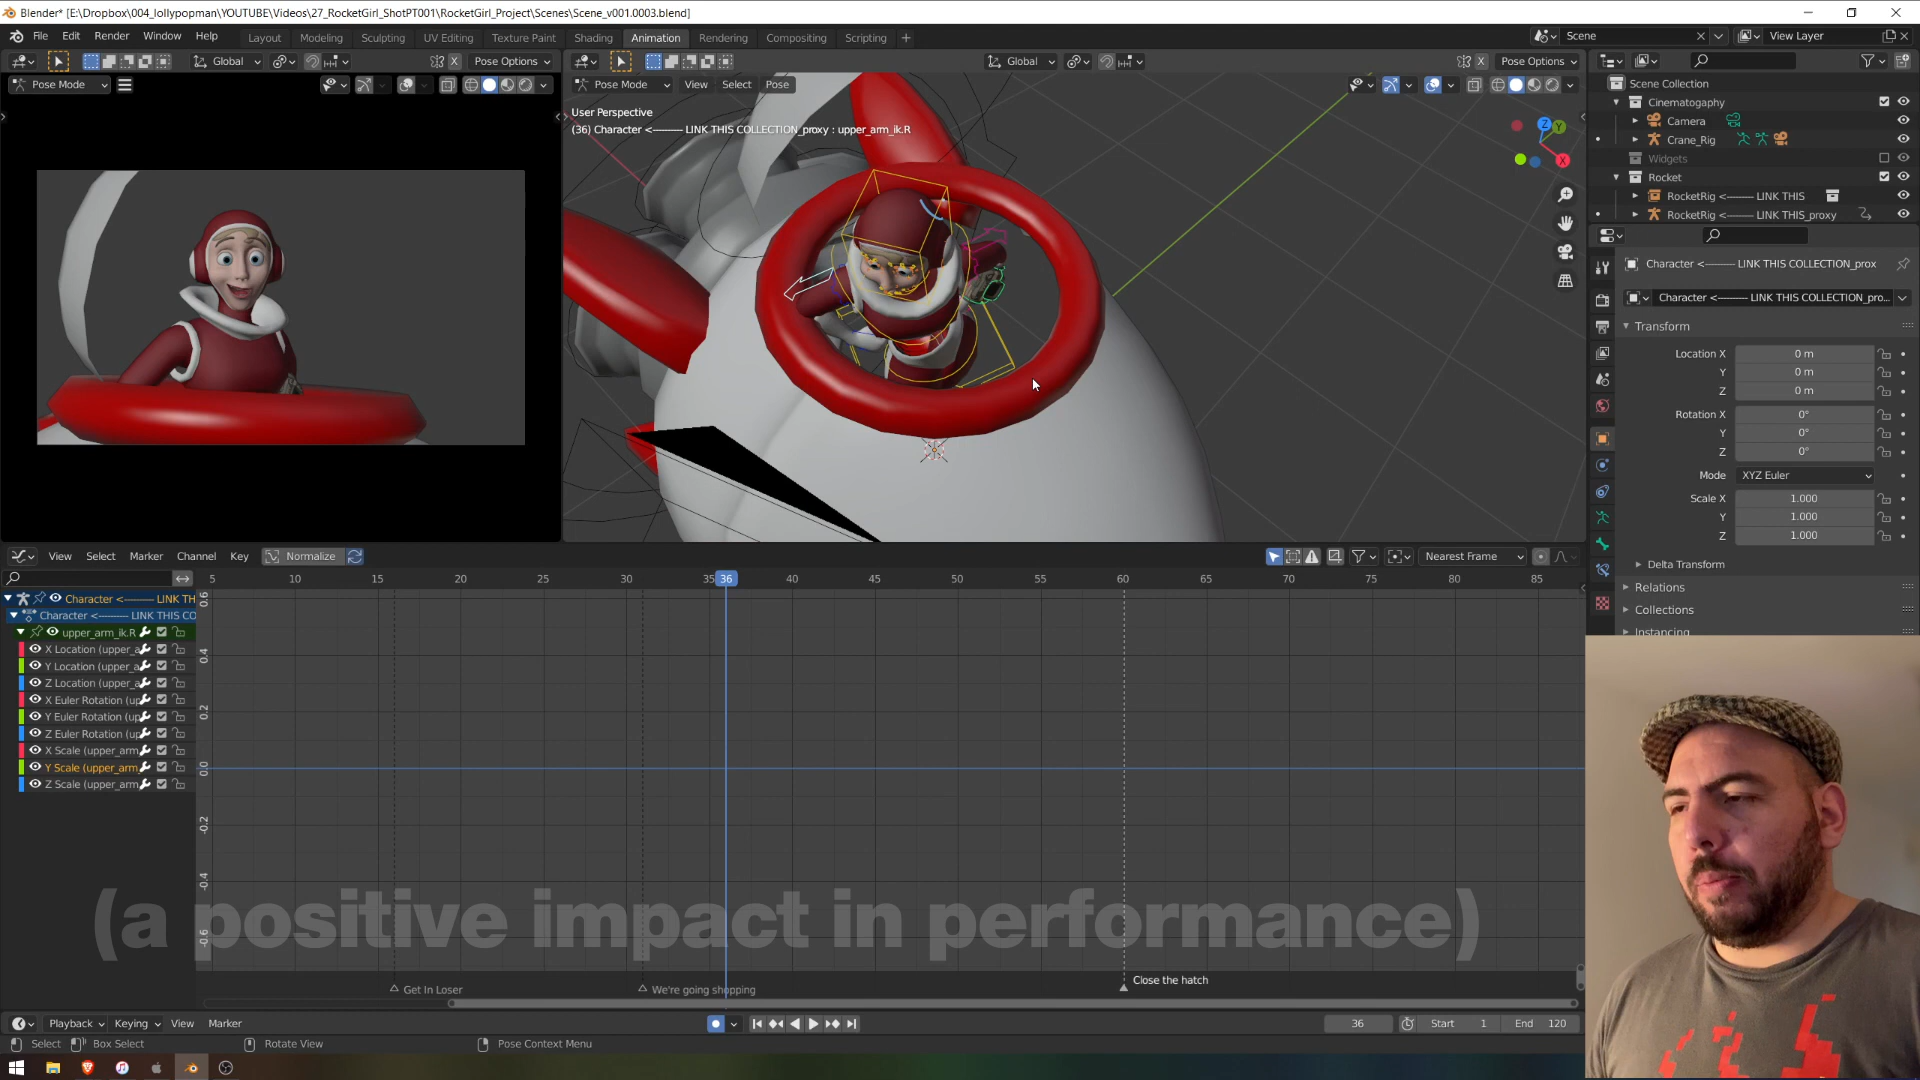 Blender* [E:\Dropbox\004_lollypopman\YOUTUBE\Videos\27_RocketGirl_ShotPT001\RocketGirl_Project\Scenes\Scene_v001.0003.blend]
File Edit Render Window Help Layout Modeling Sculpting UV Editing Texture Paint Shading Animation Rendering Compositing Scripting + Scene View Layer
Global Pose Options Global Pose Options
Pose Mode Pose Mode View Select Pose
User Perspective
(36) Character <-------- LINK THIS COLLECTION_proxy : upper_arm_ik.R
Z Y X
Scene Collection
Cinematogaphy
Camera
Crane_Rig
Widgets
Rocket
RocketRig <-------- LINK THIS
RocketRig <-------- LINK THIS_proxy
Character <-------- LINK THIS COLLECTION_prox
Character <-------- LINK THIS COLLECTION_pro...
Transform
Location X 0 m
Y 0 m
Z 0 m
Rotation X 0°
Y 0°
Z 0°
Mode XYZ Euler
Scale X 1.000
Y 1.000
Z 1.000
Delta Transform
Relations
Collections
Instancing
View Select Marker Channel Key Normalize Nearest Frame
5 10 15 20 25 30 35 36 40 45 50 55 60 65 70 75 80 85
Character <-------- LINK TH
Character <-------- LINK THIS CO
upper_arm_ik.R
X Location (upper_a
Y Location (upper_a
Z Location (upper_a
X Euler Rotation (up
Y Euler Rotation (up
Z Euler Rotation (up
X Scale (upper_arm
Y Scale (upper_arm
Z Scale (upper_arm
0.6
0.4
0.2
0.0
-0.2
-0.4
-0.6
(a positive impact in performance)
Get In Loser We're going shopping Close the hatch
Playback Keying View Marker 36 Start 1 End 120
Select Box Select Rotate View Pose Context Menu